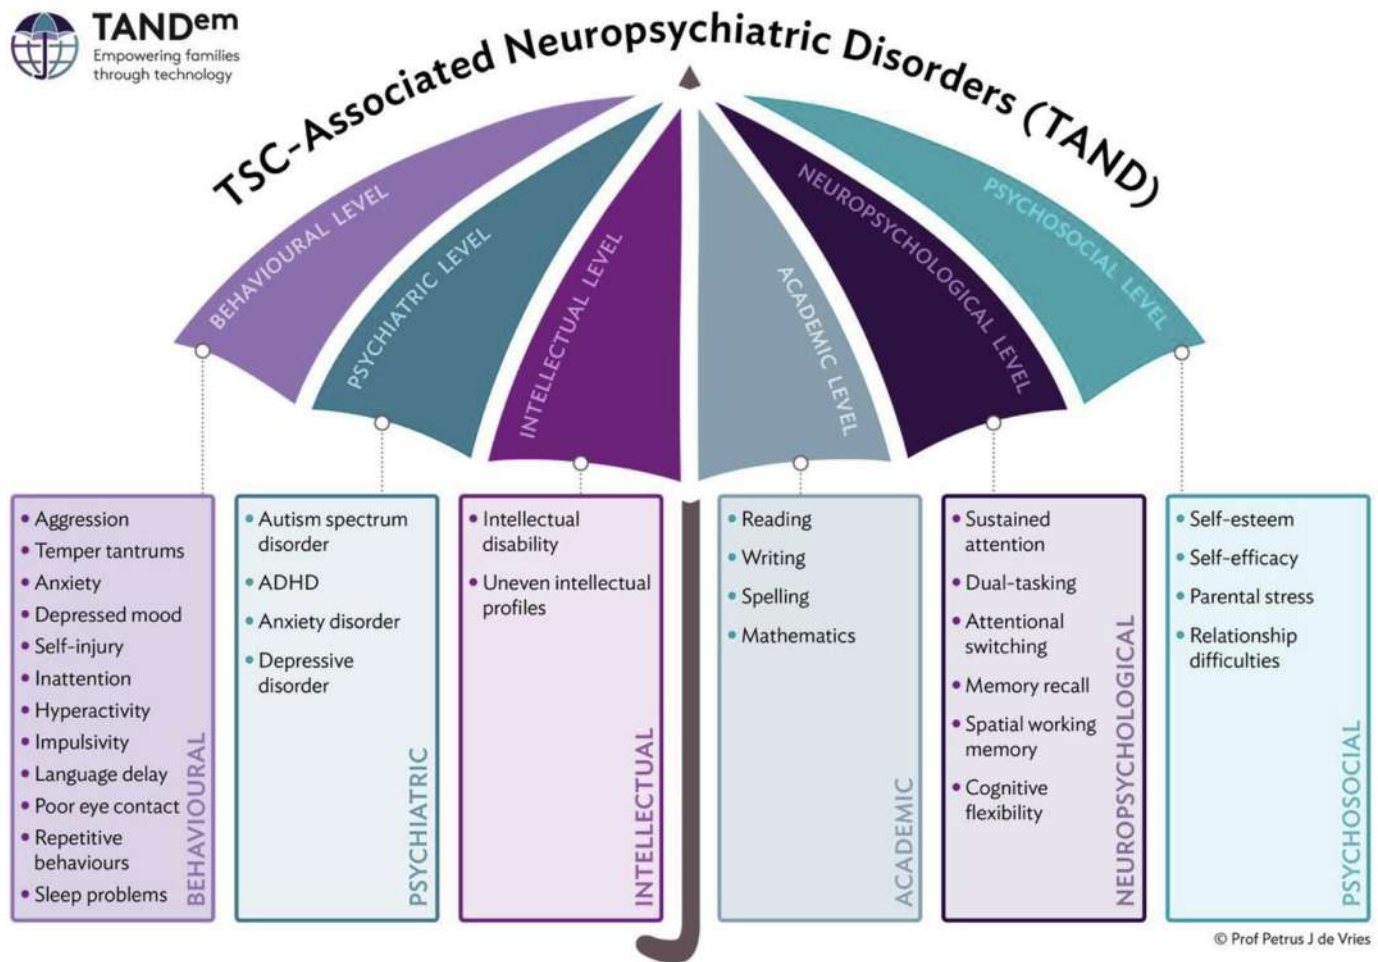 TANDem
Empowering families
through technology
TSC-Associated Neuropsychiatric Disorders (TAND)
BEHAVIOURAL LEVEL
PSYCHIATRIC LEVEL
INTELLECTUAL LEVEL
ACADEMIC LEVEL
NEUROPSYCHOLOGICAL LEVEL
PSYCHOSOCIAL LEVEL
• Aggression
• Temper tantrums
• Anxiety
• Depressed mood
• Self-injury
• Inattention
• Hyperactivity
• Impulsivity
• Language delay
• Poor eye contact
• Repetitive
behaviours
• Sleep problems
BEHAVIOURAL
• Autism spectrum
disorder
• ADHD
• Anxiety disorder
• Depressive
disorder
PSYCHIATRIC
• Intellectual
disability
• Uneven intellectual
profiles
INTELLECTUAL
• Reading
• Writing
• Spelling
• Mathematics
ACADEMIC
• Sustained
attention
• Dual-tasking
• Attentional
switching
• Memory recall
• Spatial working
memory
• Cognitive
flexibility
NEUROPSYCHOLOGICAL
• Self-esteem
• Self-efficacy
• Parental stress
• Relationship
difficulties
PSYCHOSOCIAL
© Prof Petrus J de Vries